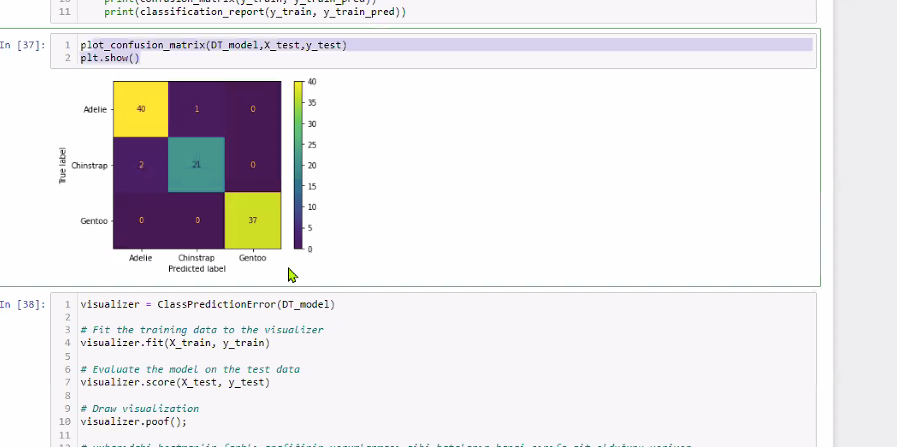 11 print(classification_report(y_train, y_train_pred))
In [37]:
1 plot_confusion_matrix(DT_model,X_test,y_test)
2 plt.show()
40
Adelie 40 1 0
35
30
25
True label
Chinstrap 2 21 0
20
15
10
Gentoo 0 0 37
5
0
Adelie Chinstrap Gentoo
Predicted label
In [38]:
1 visualizer = ClassPredictionError(DT_model)
2
3 # Fit the training data to the visualizer
4 visualizer.fit(X_train, y_train)
5
6 # Evaluate the model on the test data
7 visualizer.score(X_test, y_test)
8
9 # Draw visualization
10 visualizer.poof();
11